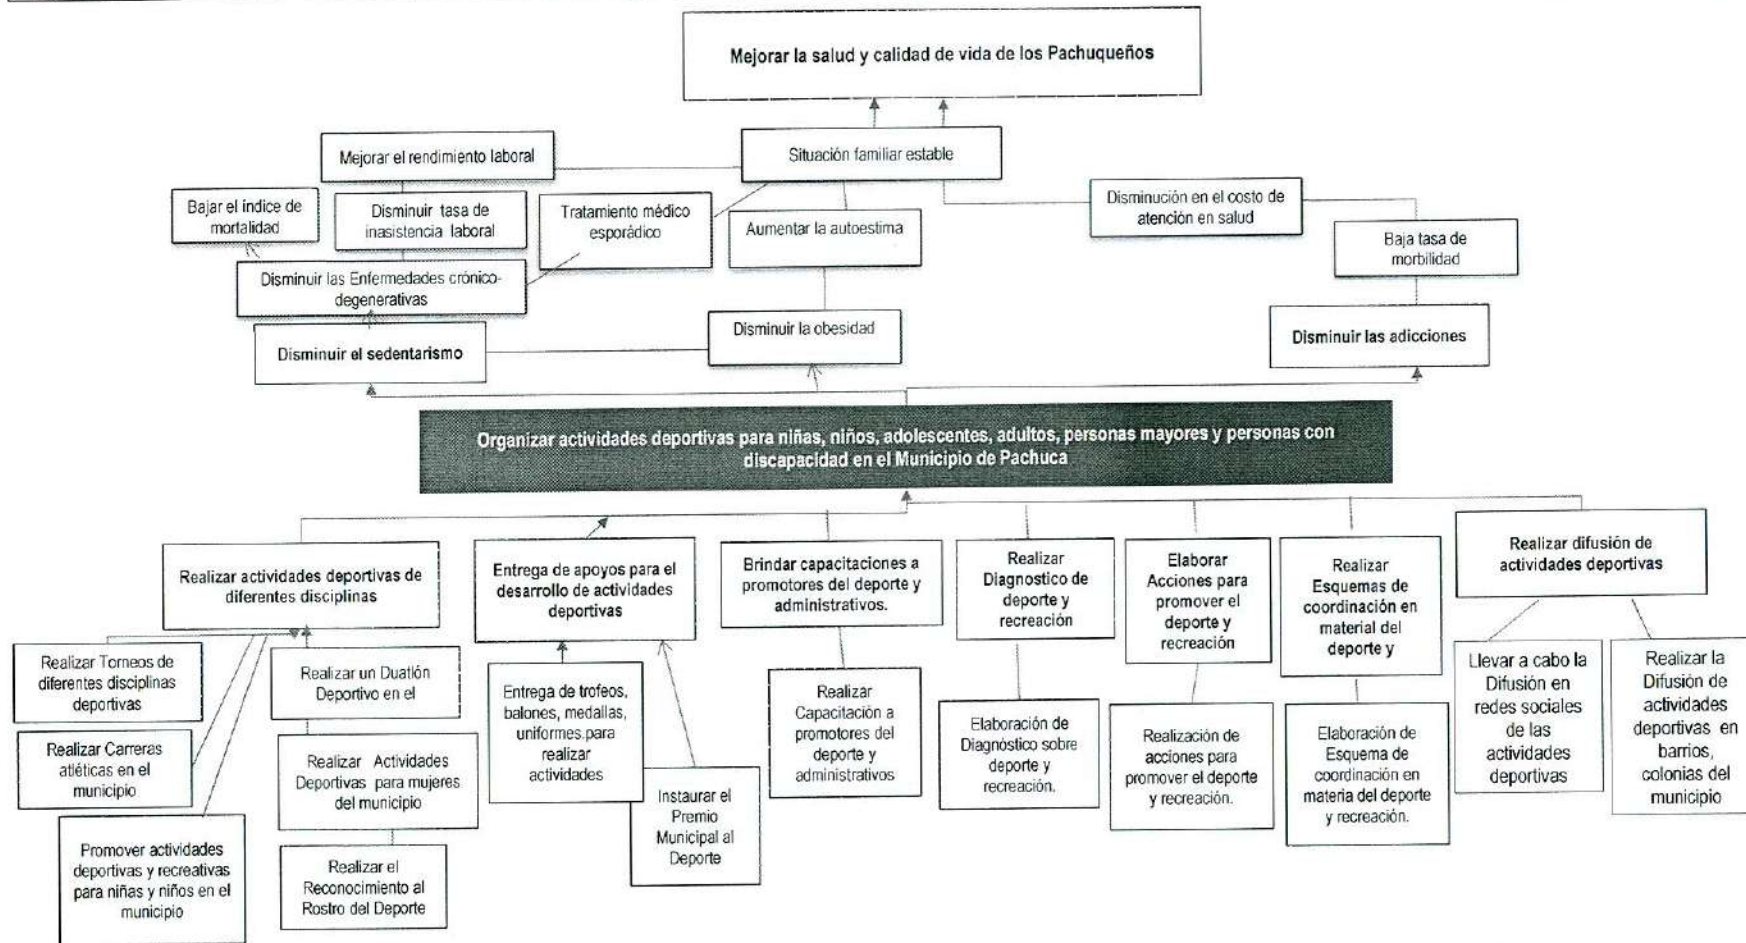 Mejorar la salud y calidad de vida de los Pachuqueños
Mejorar el rendimiento laboral
Situación familiar estable
Bajar el índice de
mortalidad
Disminuir tasa de
inasistencia laboral
Tratamiento médico
esporádico
Aumentar la autoestima
Disminución en el costo de
atención en salud
Baja tasa de
morbilidad
Disminuir las Enfermedades crónico-
degenerativas
Disminuir el sedentarismo
Disminuir la obesidad
Disminuir las adicciones
Organizar actividades deportivas para niñas, niños, adolescentes, adultos, personas mayores y personas con
discapacidad en el Municipio de Pachuca
Realizar actividades deportivas de
diferentes disciplinas
Entrega de apoyos para el
desarrollo de actividades
deportivas
Brindar capacitaciones a
promotores del deporte y
administrativos.
Realizar
Diagnostico de
deporte y
recreación
Elaborar
Acciones para
promover el
deporte y
recreación
Realizar
Esquemas de
coordinación en
material del
deporte y
Realizar difusión de
actividades deportivas
Realizar Torneos de
diferentes disciplinas
deportivas
Realizar un Duatlón
Deportivo en el
Realizar Carreras
atléticas en el
municipio
Realizar Actividades
Deportivas para mujeres
del municipio
Promover actividades
deportivas y recreativas
para niñas y niños en el
municipio
Realizar el
Reconocimiento al
Rostro del Deporte
Entrega de trofeos,
balones, medallas,
uniformes.para
realizar
actividades
Instaurar el
Premio
Municipal al
Deporte
Realizar
Capacitación a
promotores del
deporte y
administrativos
Elaboración de
Diagnóstico sobre
deporte y
recreación.
Realización de
acciones para
promover el deporte
y recreación.
Elaboración de
Esquema de
coordinación en
materia del deporte
y recreación.
Llevar a cabo la
Difusión en
redes sociales
de las
actividades
deportivas
Realizar la
Difusión de
actividades
deportivas en
barrios,
colonias del
municipio